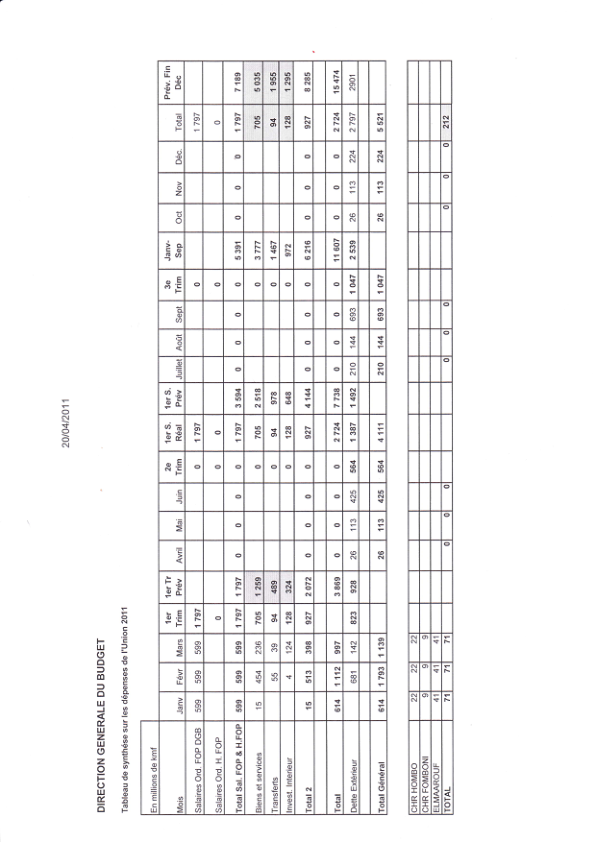 20/04/2011
DIRECTION GENERALE DU BUDGET
Tableau de synthèse sur les dépenses de l'Union 2011
En millions de kmf
Mois Janv Févr Mars 1er Trim 1er Tr Prév Avril Mai Juin 2e Trim 1er S. Réal 1er S. Prév Juillet Août Sept 3e Trim Janv-Sep Oct Nov Déc. Total Prév. Fin Déc
Salaires Ord. FOP DGB 599 599 599 1 797 0 1 797 0 1 797
Salaires Ord. H. FOP 0 0 0 0 0
Total Sal. FOP & H.FOP 599 599 599 1 797 1 797 0 0 0 0 1 797 3 594 0 0 0 0 5 391 0 0 0 1 797 7 189
Biens et services 15 454 236 705 1 259 0 705 2 518 0 3 777 705 5 035
Transferts 55 39 94 489 0 94 978 0 1 467 94 1 955
Invest. Interieur 4 124 128 324 0 128 648 0 972 128 1 295
Total 2 15 513 398 927 2 072 0 0 0 0 927 4 144 0 0 0 0 6 216 0 0 0 927 8 285
Total 614 1 112 997 3 869 0 0 0 0 2 724 7 738 0 0 0 0 11 607 0 0 0 2 724 15 474
Dette Extérieur 681 142 823 928 26 113 425 564 1 387 1 492 210 144 693 1 047 2 539 26 113 224 2 797 2901
Total Général 614 1 793 1 139 26 113 425 564 4 111 210 144 693 1 047 26 113 224 5 521
CHR HOMBO 22 22 22
CHR FOMBONI 9 9 9
ELMAAROUF 41 41 41
TOTAL 71 71 71 0 0 0 0 0 0 0 0 0 212